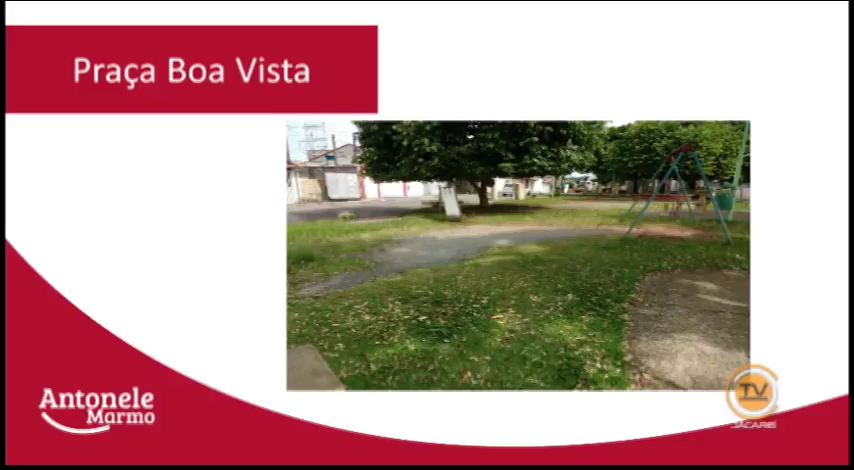 Praça Boa Vista
Antonele
Marmo
TV
JACAREÍ